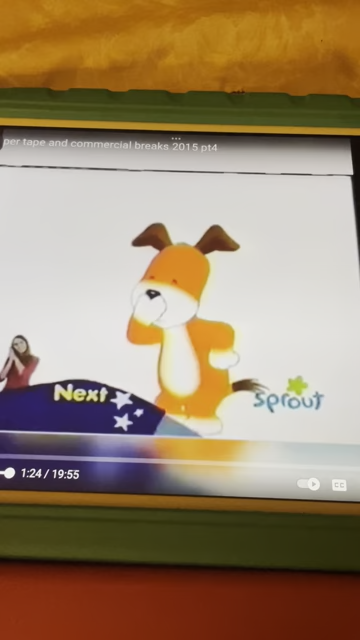 per tape and commercial breaks 2015 pt4
Next
sprout
1:24 / 19:55
CC